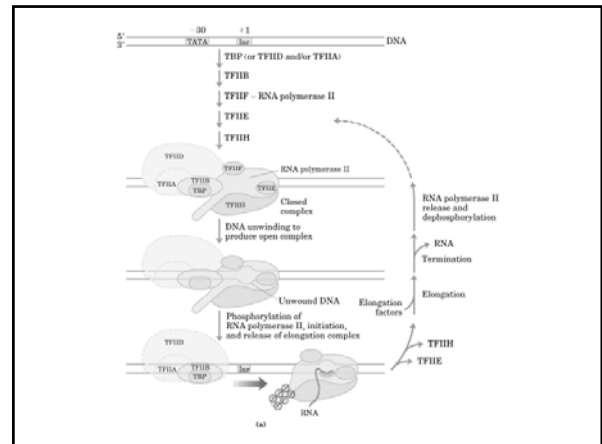 −30 +1
5′
3′
TATA Inr DNA
TBP (or TFIID and/or TFIIA)
TFIIB
TFIIF – RNA polymerase II
TFIIE
TFIIH
TFIID
TFIIF
RNA polymerase II
TFIIA
TFIIB
TBP
TFIIE
TFIIH
Closed
complex
DNA unwinding to
produce open complex
Unwound DNA
Phosphorylation of
RNA polymerase II, initiation,
and release of elongation complex
TFIID
TFIIA
TFIIB
TBP
Inr
RNA
(a)
RNA polymerase II
release and
dephosphorylation
RNA
Termination
Elongation
Elongation
factors
TFIIH
TFIIE